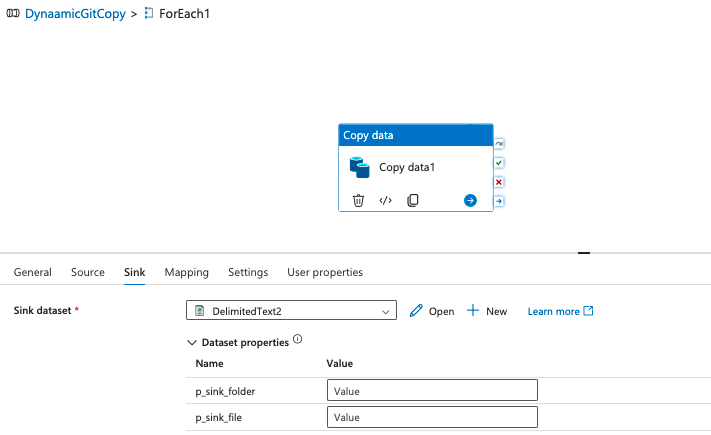 DynaamicGitCopy > ForEach1
Copy data
Copy data1
General Source Sink Mapping Settings User properties
Sink dataset * DelimitedText2 Open New Learn more
Dataset properties
Name Value
p_sink_folder Value
p_sink_file Value